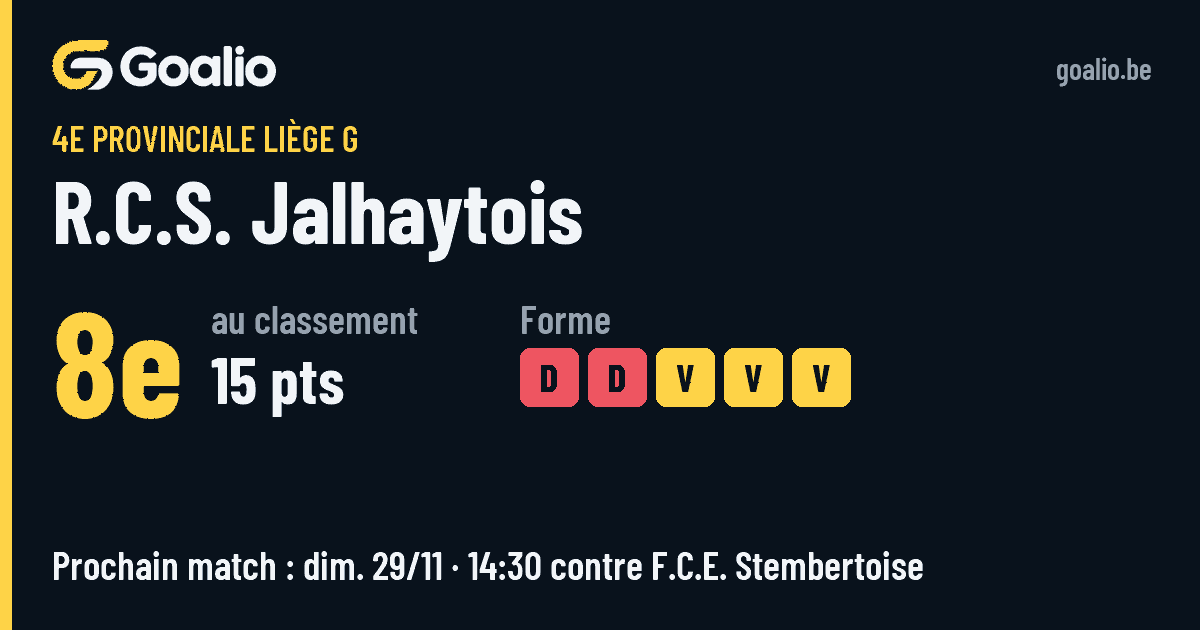 Goalio
goalio.be
4E PROVINCIALE LIÈGE G
R.C.S. Jalhaytois
8e
au classement
15 pts
Forme
D D V V V
Prochain match : dim. 29/11 · 14:30 contre F.C.E. Stembertoise